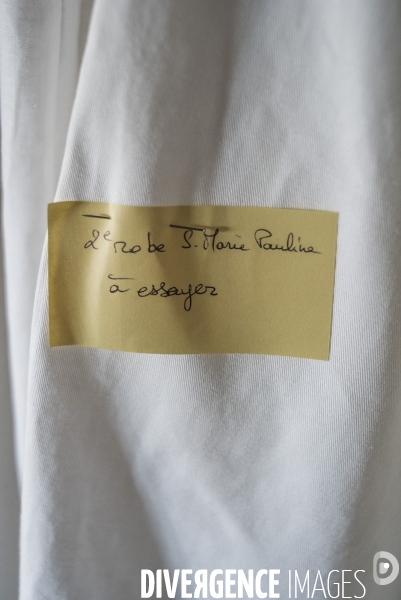 2e robe S. Marie Pauline
à essayer
DIVERGENCE IMAGES